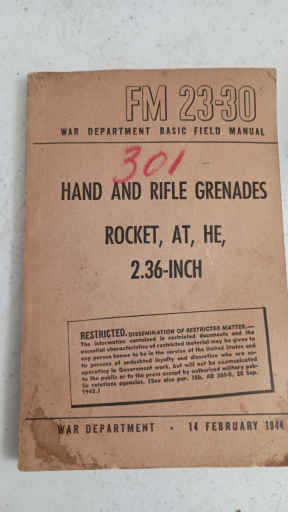 FM 23-30
WAR DEPARTMENT BASIC FIELD MANUAL
301
HAND AND RIFLE GRENADES
ROCKET, AT, HE,
2.36-INCH
RESTRICTED. DISSEMINATION OF RESTRICTED MATTER.—
The information contained in restricted documents and the
essential characteristics of restricted material may be given to
any person known to be in the service of the United States and
to persons of undoubted loyalty and discretion who are co-
operating in Government work, but will not be communicated
to the public or to the press except by authorized military pub-
lic relations agencies. (See also par. 18b, AR 380-5, 28 Sep.
1942.)
WAR DEPARTMENT • 14 FEBRUARY 1944